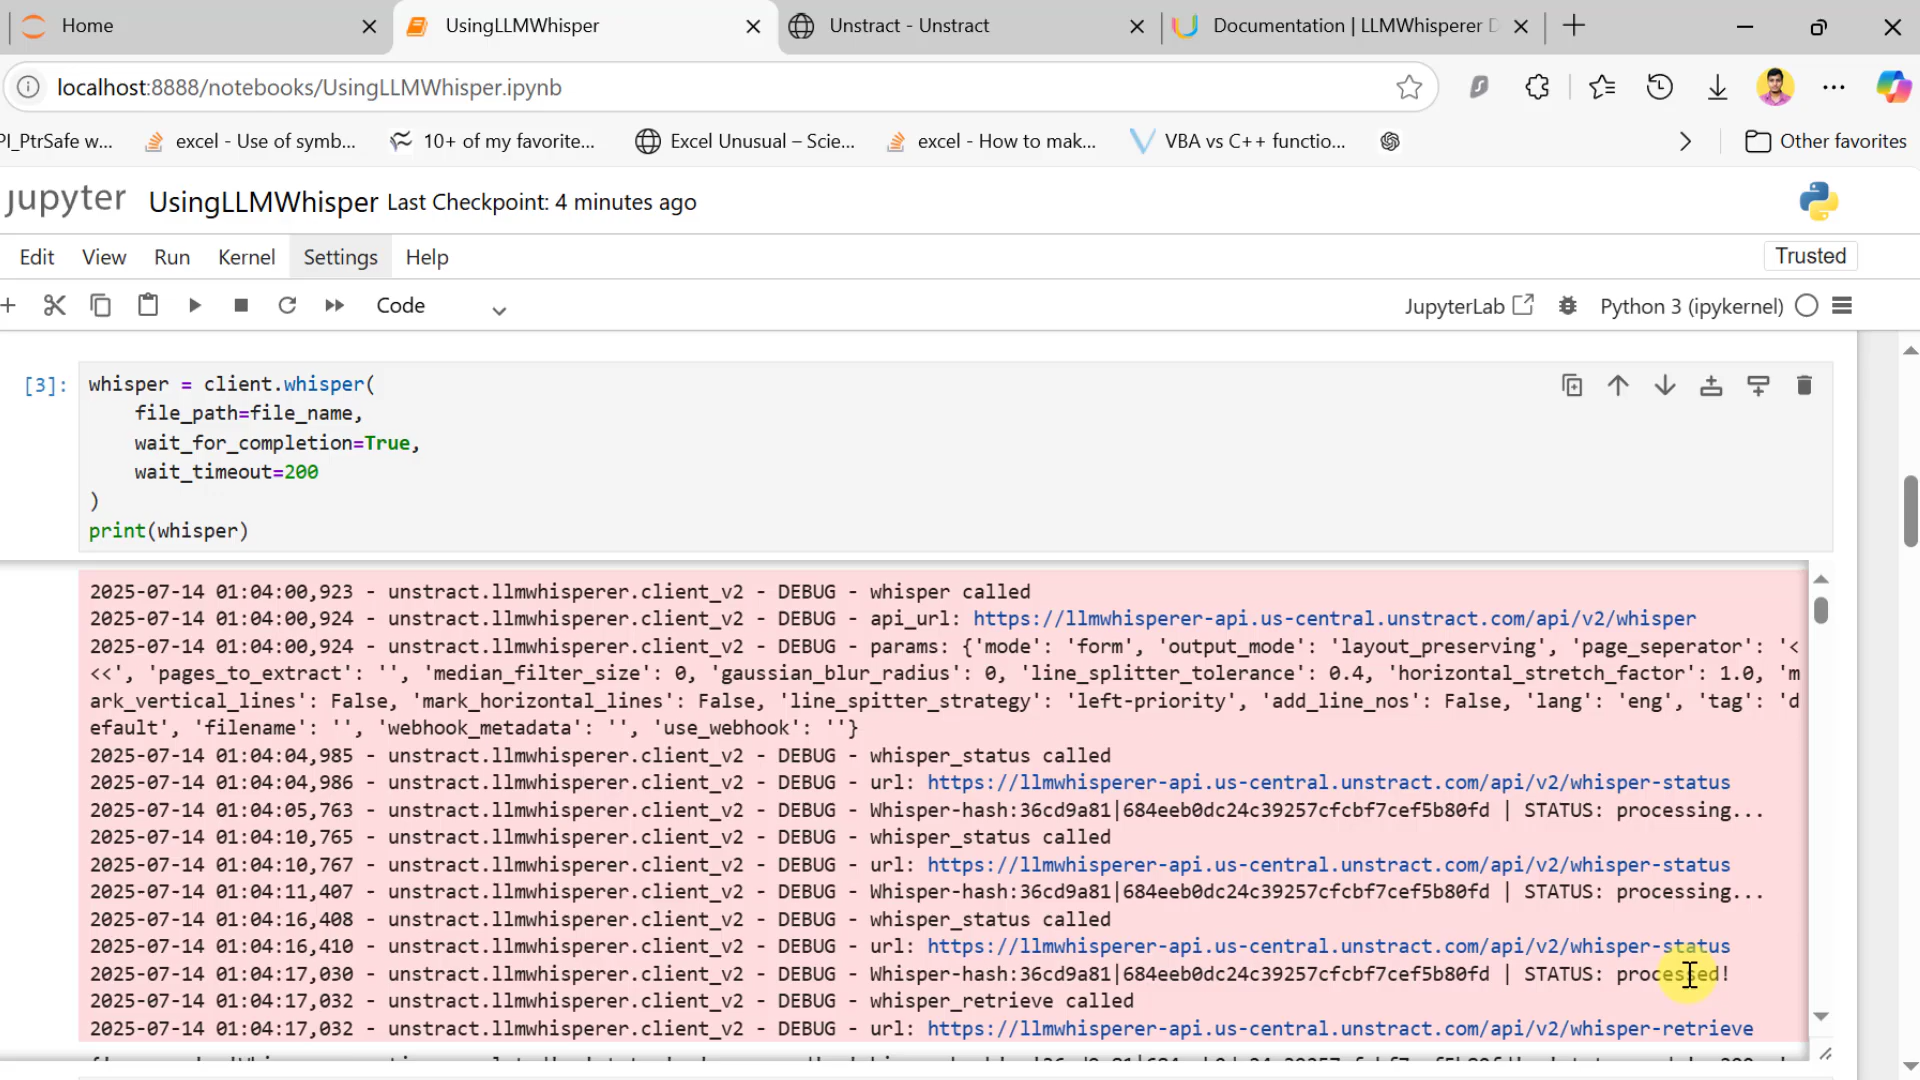 Home
UsingLLMWhisper
Unstract - Unstract
Documentation | LLMWhisperer D
localhost:8888/notebooks/UsingLLMWhisper.ipynb
PI_PtrSafe w...
excel - Use of symb...
10+ of my favorite...
Excel Unusual – Scie...
excel - How to mak...
VBA vs C++ functio...
Other favorites
jupyter UsingLLMWhisper Last Checkpoint: 4 minutes ago
Edit View Run Kernel Settings Help
Trusted
Code
JupyterLab
Python 3 (ipykernel)
[3]: whisper = client.whisper(
file_path=file_name,
wait_for_completion=True,
wait_timeout=200
)
print(whisper)
2025-07-14 01:04:00,923 - unstract.llmwhisperer.client_v2 - DEBUG - whisper called
2025-07-14 01:04:00,924 - unstract.llmwhisperer.client_v2 - DEBUG - api_url: https://llmwhisperer-api.us-central.unstract.com/api/v2/whisper
2025-07-14 01:04:00,924 - unstract.llmwhisperer.client_v2 - DEBUG - params: {'mode': 'form', 'output_mode': 'layout_preserving', 'page_seperator': '<
<<', 'pages_to_extract': '', 'median_filter_size': 0, 'gaussian_blur_radius': 0, 'line_splitter_tolerance': 0.4, 'horizontal_stretch_factor': 1.0, 'm
ark_vertical_lines': False, 'mark_horizontal_lines': False, 'line_spitter_strategy': 'left-priority', 'add_line_nos': False, 'lang': 'eng', 'tag': 'd
efault', 'filename': '', 'webhook_metadata': '', 'use_webhook': ''}
2025-07-14 01:04:04,985 - unstract.llmwhisperer.client_v2 - DEBUG - whisper_status called
2025-07-14 01:04:04,986 - unstract.llmwhisperer.client_v2 - DEBUG - url: https://llmwhisperer-api.us-central.unstract.com/api/v2/whisper-status
2025-07-14 01:04:05,763 - unstract.llmwhisperer.client_v2 - DEBUG - Whisper-hash:36cd9a81|684eeb0dc24c39257cfcbf7cef5b80fd | STATUS: processing...
2025-07-14 01:04:10,765 - unstract.llmwhisperer.client_v2 - DEBUG - whisper_status called
2025-07-14 01:04:10,767 - unstract.llmwhisperer.client_v2 - DEBUG - url: https://llmwhisperer-api.us-central.unstract.com/api/v2/whisper-status
2025-07-14 01:04:11,407 - unstract.llmwhisperer.client_v2 - DEBUG - Whisper-hash:36cd9a81|684eeb0dc24c39257cfcbf7cef5b80fd | STATUS: processing...
2025-07-14 01:04:16,408 - unstract.llmwhisperer.client_v2 - DEBUG - whisper_status called
2025-07-14 01:04:16,410 - unstract.llmwhisperer.client_v2 - DEBUG - url: https://llmwhisperer-api.us-central.unstract.com/api/v2/whisper-status
2025-07-14 01:04:17,030 - unstract.llmwhisperer.client_v2 - DEBUG - Whisper-hash:36cd9a81|684eeb0dc24c39257cfcbf7cef5b80fd | STATUS: processed!
2025-07-14 01:04:17,032 - unstract.llmwhisperer.client_v2 - DEBUG - whisper_retrieve called
2025-07-14 01:04:17,032 - unstract.llmwhisperer.client_v2 - DEBUG - url: https://llmwhisperer-api.us-central.unstract.com/api/v2/whisper-retrieve